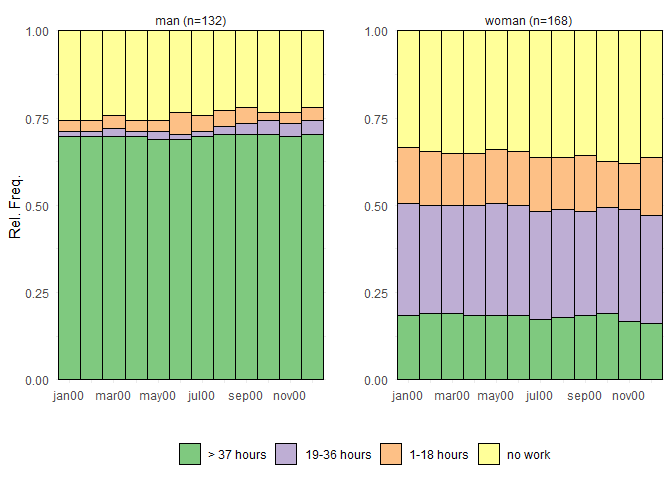 man (n=132)
woman (n=168)
Rel. Freq.
1.00
0.75
0.50
0.25
0.00
jan00 mar00 may00 jul00 sep00 nov00
1.00
0.75
0.50
0.25
0.00
jan00 mar00 may00 jul00 sep00 nov00
> 37 hours 19-36 hours 1-18 hours no work